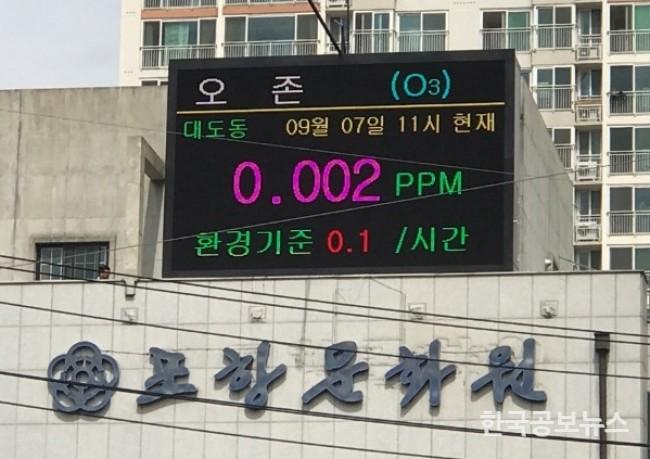 오 존 (O3)
대도동 09월 07일 11시 현재
0.002 PPM
환경기준 0.1 /시간
포항문화원
한국공보뉴스